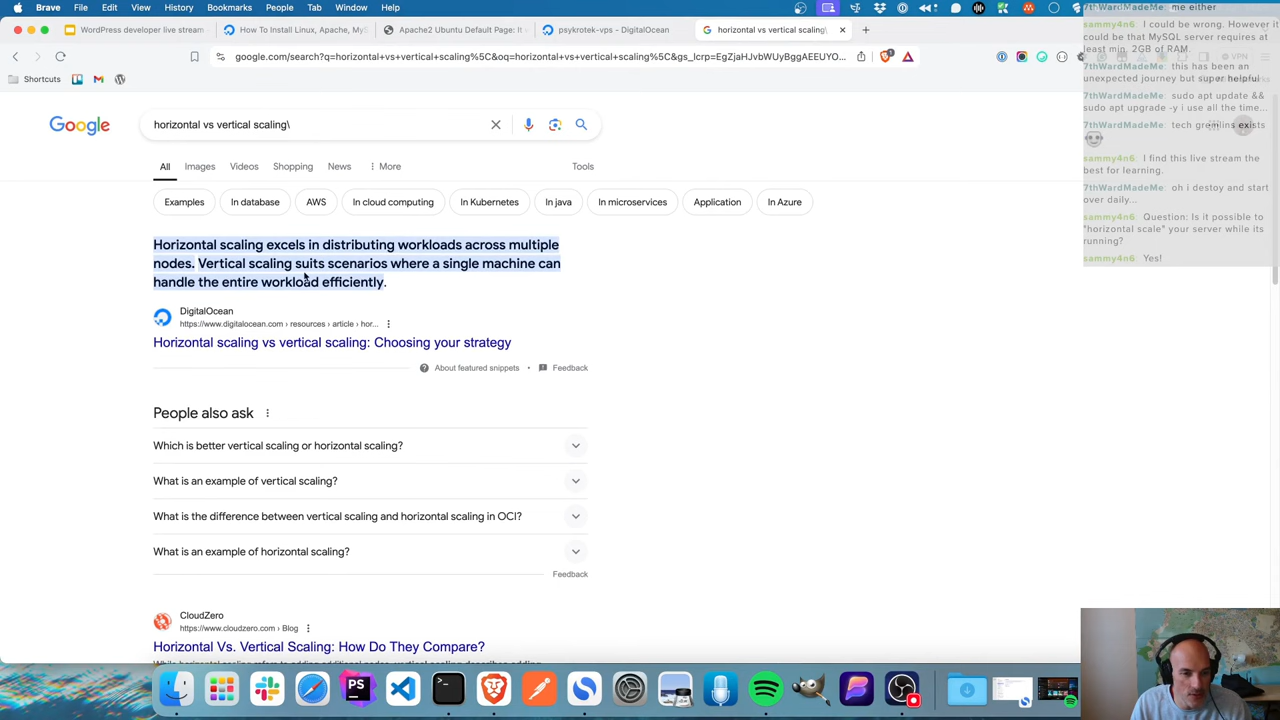 Brave Browser File Edit View History Bookmarks People Tab Window Help
WordPress developer live stream
How To Install Linux, Apache, My
Apache2 Ubuntu Default Page: It
psykrotek-vps - DigitalOcean
horizontal vs vertical scaling\
google.com/search?q=horizontal+vs+vertical+scaling%5C&oq=horizontal+vs+vertical+scaling%5C&gs_lcrp=EgZjaHJvbWUyBggAEEUYO...
VPN
Shortcuts
Google
horizontal vs vertical scaling\
All Images Videos Shopping News More Tools
Examples In database AWS In cloud computing In Kubernetes In java In microservices Application In Azure
Horizontal scaling excels in distributing workloads across multiple
nodes. Vertical scaling suits scenarios where a single machine can
handle the entire workload efficiently.
DigitalOcean
https://www.digitalocean.com › resources › article › hor...
Horizontal scaling vs vertical scaling: Choosing your strategy
About featured snippets • Feedback
People also ask
Which is better vertical scaling or horizontal scaling?
What is an example of vertical scaling?
What is the difference between vertical scaling and horizontal scaling in OCI?
What is an example of horizontal scaling?
Feedback
CloudZero
https://www.cloudzero.com › Blog
Horizontal Vs. Vertical Scaling: How Do They Compare?
7thWardMadeMe: me either
sammy4n6: I could be wrong. However it
could be that MySQL server requires at
least min. 2GB of RAM.
7thWardMadeMe: this has been an
unexpected journey but super helpful
7thWardMadeMe: sudo apt update &&
sudo apt upgrade -y i use all the time...
7thWardMadeMe: tech gremlins exists
sammy4n6: I find this live stream the
best for learning.
7thWardMadeMe: oh i destoy and start
over daily...
sammy4n6: Question: Is it possible to
"horizontal scale" your server while its
running?
sammy4n6: Yes!
PS